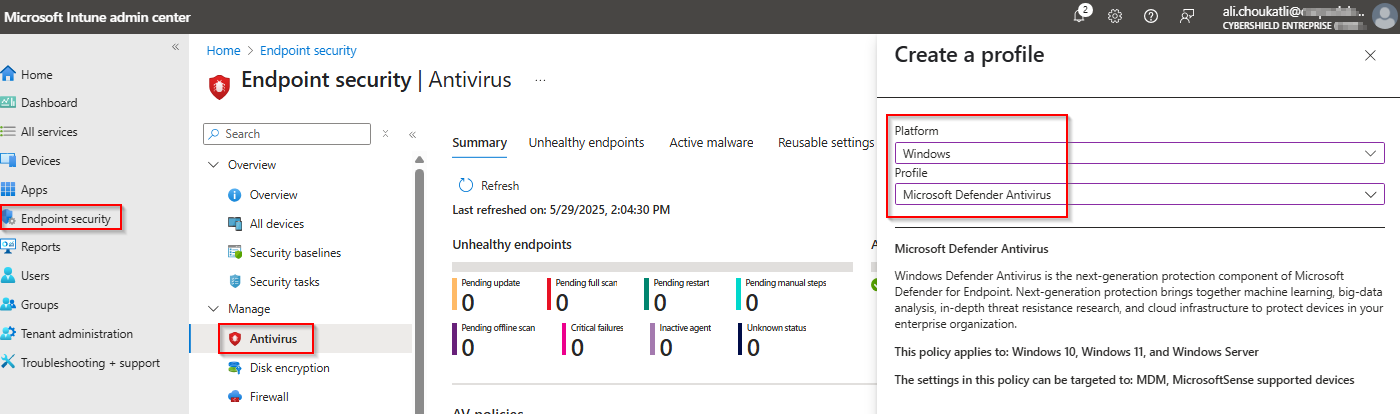 Microsoft Intune admin center
2
ali.choukatli@
CYBERSHIELD ENTREPRISE
Home
Dashboard
All services
Devices
Apps
Endpoint security
Reports
Users
Groups
Tenant administration
Troubleshooting + support
Home > Endpoint security
Endpoint security | Antivirus
Search
Overview
Overview
All devices
Security baselines
Security tasks
Manage
Antivirus
Disk encryption
Firewall
Summary Unhealthy endpoints Active malware Reusable settings
Refresh
Last refreshed on: 5/29/2025, 2:04:30 PM
Unhealthy endpoints
A
Pending update Pending full scan Pending restart Pending manual steps
0 0 0 0
Pending offline scan Critical failures Inactive agent Unknown status
0 0 0 0
AV policies
Create a profile
Platform
Windows
Profile
Microsoft Defender Antivirus
Microsoft Defender Antivirus
Windows Defender Antivirus is the next-generation protection component of Microsoft
Defender for Endpoint. Next-generation protection brings together machine learning, big-data
analysis, in-depth threat resistance research, and cloud infrastructure to protect devices in your
enterprise organization.
This policy applies to: Windows 10, Windows 11, and Windows Server
The settings in this policy can be targeted to: MDM, MicrosoftSense supported devices